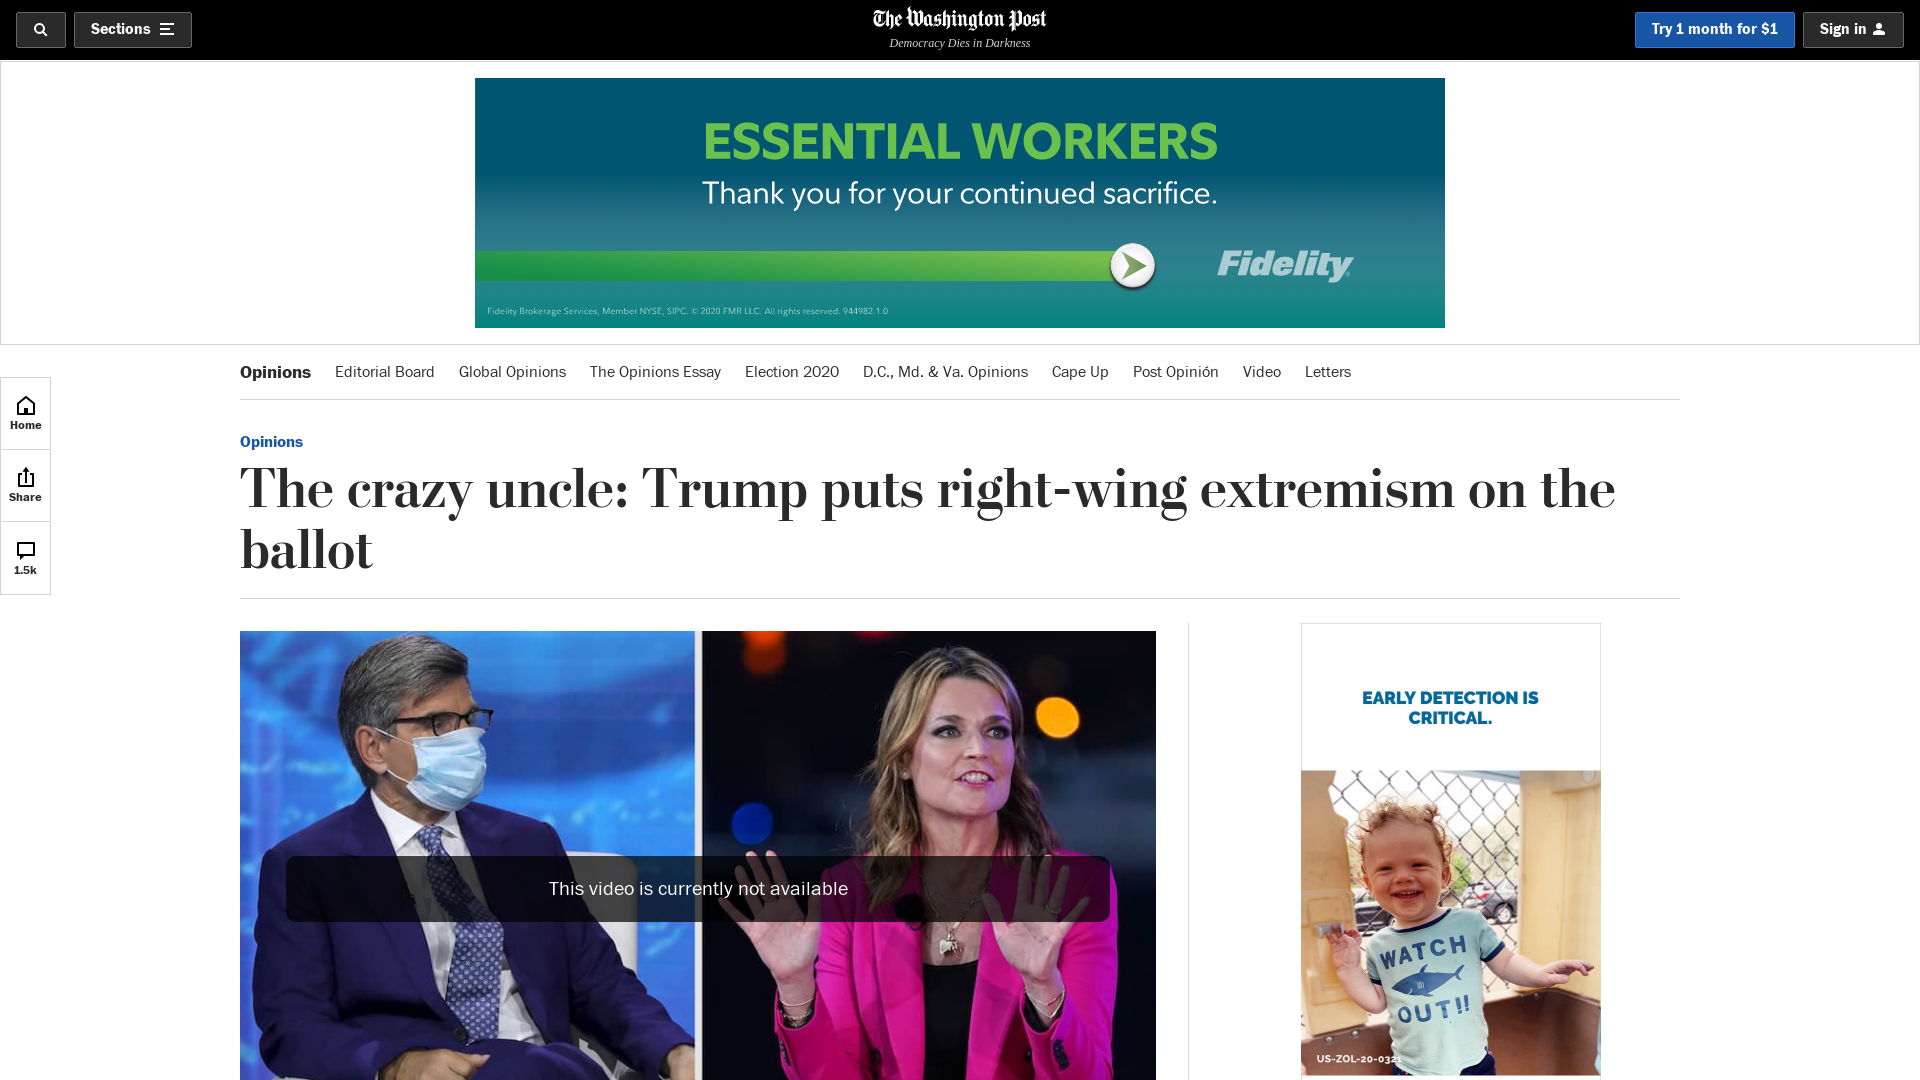 Sections
The Washington Post
Democracy Dies in Darkness
Try 1 month for $1
Sign in
ESSENTIAL WORKERS
Thank you for your continued sacrifice.
Fidelity
Fidelity Brokerage Services, Member NYSE, SIPC. © 2020 FMR LLC. All rights reserved. 944982.1.0
Opinions
Editorial Board
Global Opinions
The Opinions Essay
Election 2020
D.C., Md. & Va. Opinions
Cape Up
Post Opinión
Video
Letters
Home
Share
1.5k
Opinions
The crazy uncle: Trump puts right-wing extremism on the
ballot
This video is currently not available
EARLY DETECTION IS
CRITICAL.
WATCH
OUT!!
US-ZOL-20-0321